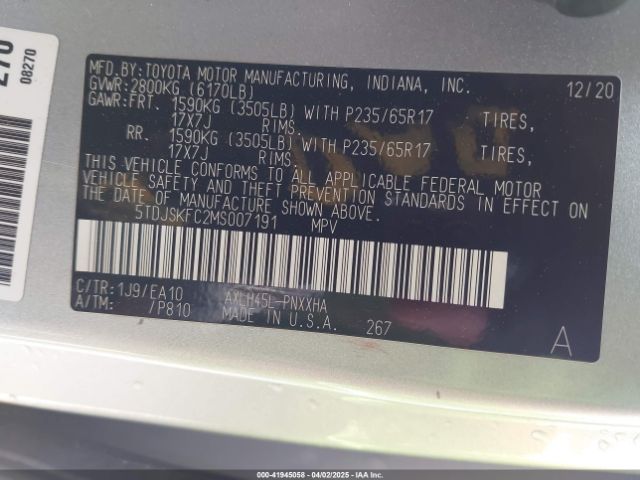 270
08270
MFD.BY:TOYOTA MOTOR MANUFACTURING, INDIANA, INC. 12/20
GVWR:2800KG (6170LB)
GAWR:FRT. 1590KG (3505LB) WITH P235/65R17 TIRES,
17X7J RIMS.
RR. 1590KG (3505LB) WITH P235/65R17 TIRES,
17X7J RIMS.
THIS VEHICLE CONFORMS TO ALL APPLICABLE FEDERAL MOTOR
VEHICLE SAFETY AND THEFT PREVENTION STANDARDS IN EFFECT ON
THE DATE OF MANUFACTURE SHOWN ABOVE.
5TDJSKFC2MS007191 MPV
C/TR:1J9/EA10 AXLH45L-PNXXHA
A/TM: /P810 MADE IN U.S.A. 267
A
000-41945058 - 04/02/2025 - IAAI Inc.